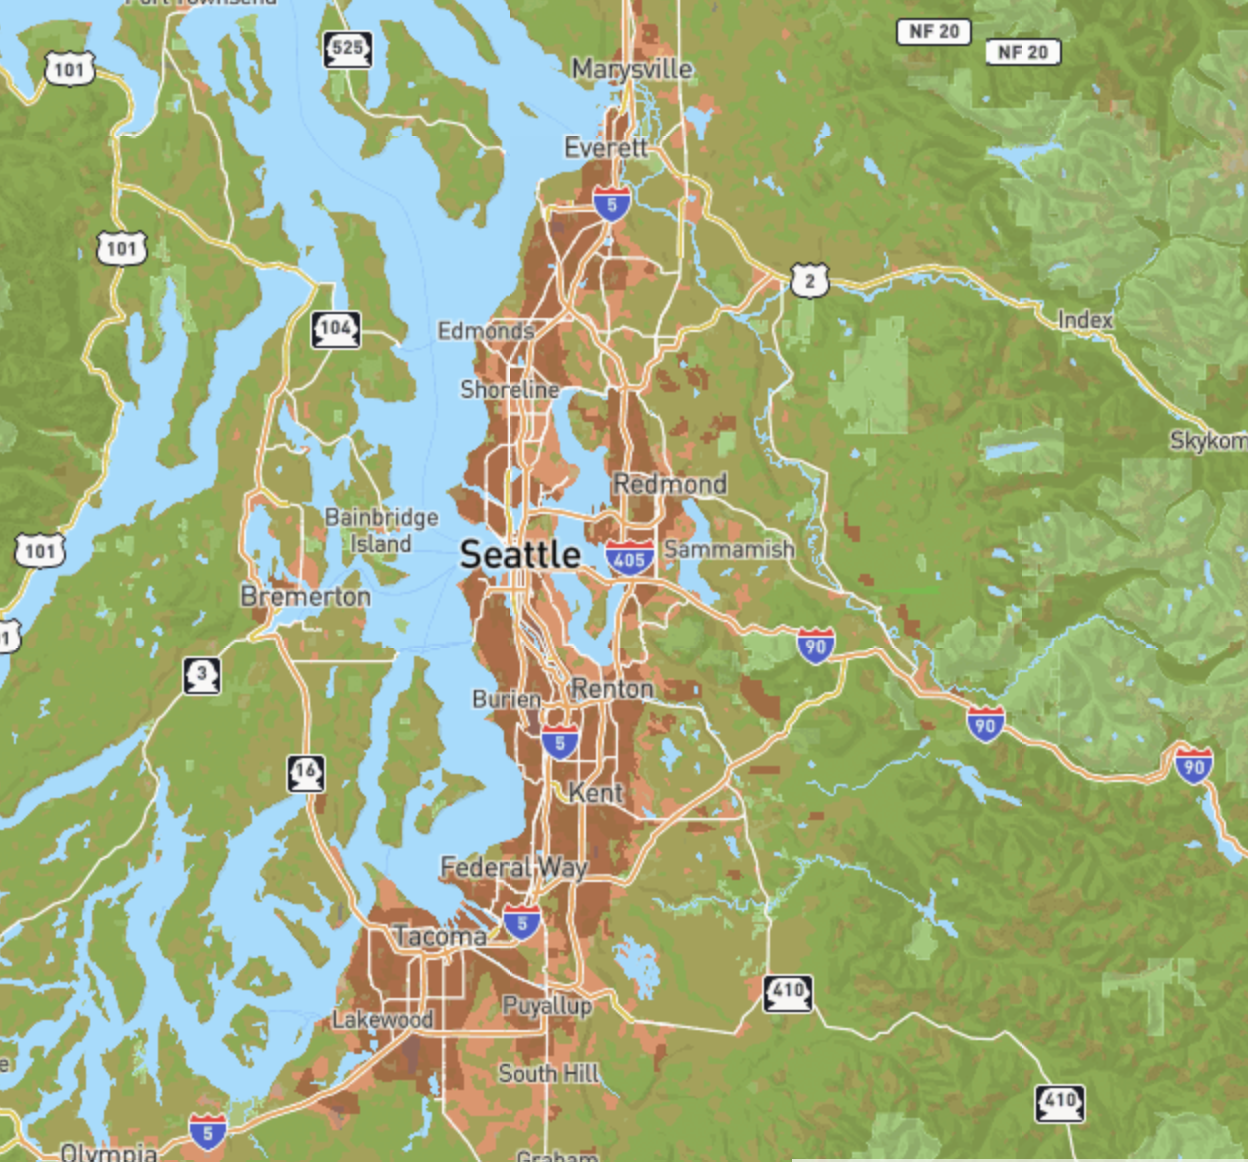 Port Townsend
525
NF 20
NF 20
101
Marysville
Everett
5
101
2
104
Edmonds
Index
Shoreline
Skykom
Redmond
Bainbridge
Island
101
Seattle
405
Sammamish
Bremerton
90
3
Burien
Renton
90
5
16
90
Kent
Federal Way
5
Tacoma
410
Puyallup
Lakewood
South Hill
410
5
Olympia
Graham